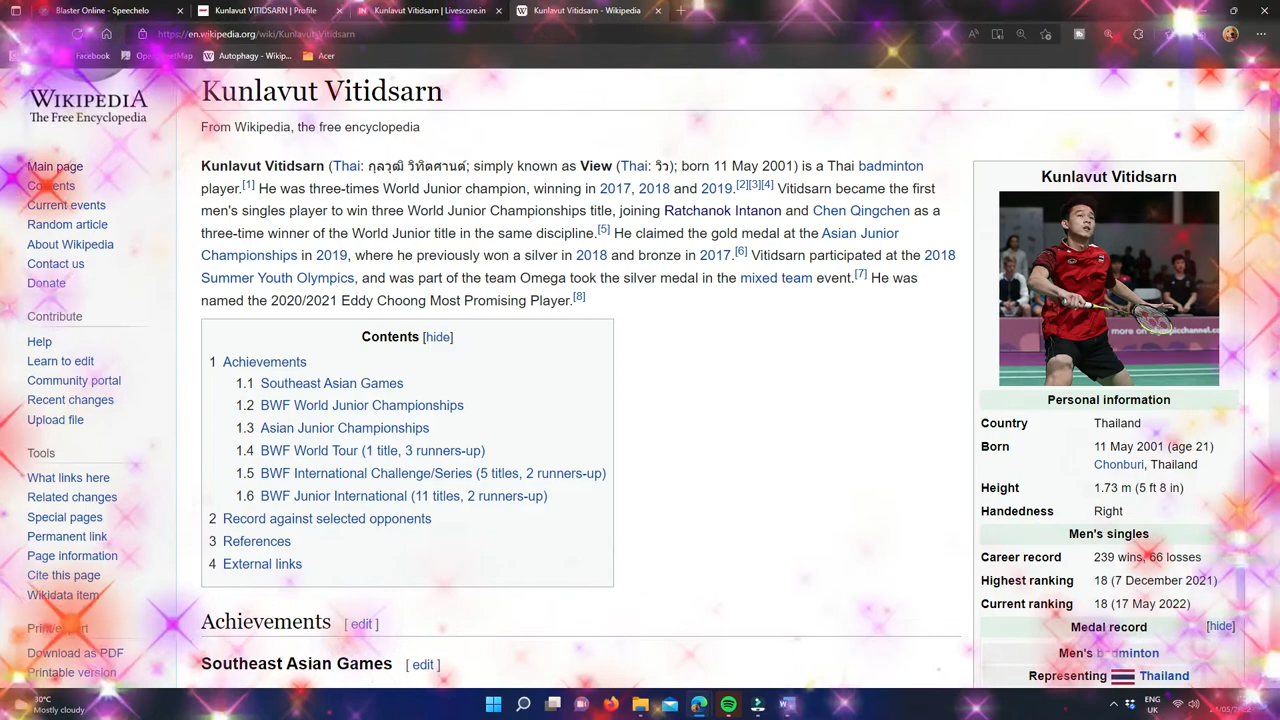 Blaster Online - Speechelo
Kunlavut VITIDSARN | Profile
Kunlavut Vitidsarn | Livescore.in
Kunlavut Vitidsarn - Wikipedia
https://en.wikipedia.org/wiki/Kunlavut_Vitidsarn
Facebook
OpenStreetMap
Autophagy - Wikip...
Acer
WIKIPEDIA
The Free Encyclopedia
Main page
Contents
Current events
Random article
About Wikipedia
Contact us
Donate
Contribute
Help
Learn to edit
Community portal
Recent changes
Upload file
Tools
What links here
Related changes
Special pages
Permanent link
Page information
Cite this page
Wikidata item
Print/export
Download as PDF
Printable version
Kunlavut Vitidsarn
From Wikipedia, the free encyclopedia
Kunlavut Vitidsarn (Thai: กุลวุฒิ วิทิตศานต์; simply known as View (Thai: วิว); born 11 May 2001) is a Thai badminton
player.[1] He was three-times World Junior champion, winning in 2017, 2018 and 2019.[2][3][4] Vitidsarn became the first
men's singles player to win three World Junior Championships title, joining Ratchanok Intanon and Chen Qingchen as a
three-time winner of the World Junior title in the same discipline.[5] He claimed the gold medal at the Asian Junior
Championships in 2019, where he previously won a silver in 2018 and bronze in 2017.[6] Vitidsarn participated at the 2018
Summer Youth Olympics, and was part of the team Omega took the silver medal in the mixed team event.[7] He was
named the 2020/2021 Eddy Choong Most Promising Player.[8]
Contents [hide]
1 Achievements
1.1 Southeast Asian Games
1.2 BWF World Junior Championships
1.3 Asian Junior Championships
1.4 BWF World Tour (1 title, 3 runners-up)
1.5 BWF International Challenge/Series (5 titles, 2 runners-up)
1.6 BWF Junior International (11 titles, 2 runners-up)
2 Record against selected opponents
3 References
4 External links
Achievements [ edit ]
Southeast Asian Games [ edit ]
Kunlavut Vitidsarn
more on
Personal information
Country Thailand
Born 11 May 2001 (age 21)
Chonburi, Thailand
Height 1.73 m (5 ft 8 in)
Handedness Right
Men's singles
Career record 239 wins, 66 losses
Highest ranking 18 (7 December 2021)
Current ranking 18 (17 May 2022)
Medal record [hide]
Men's badminton
Representing Thailand
30°C
Mostly cloudy
ENG
UK